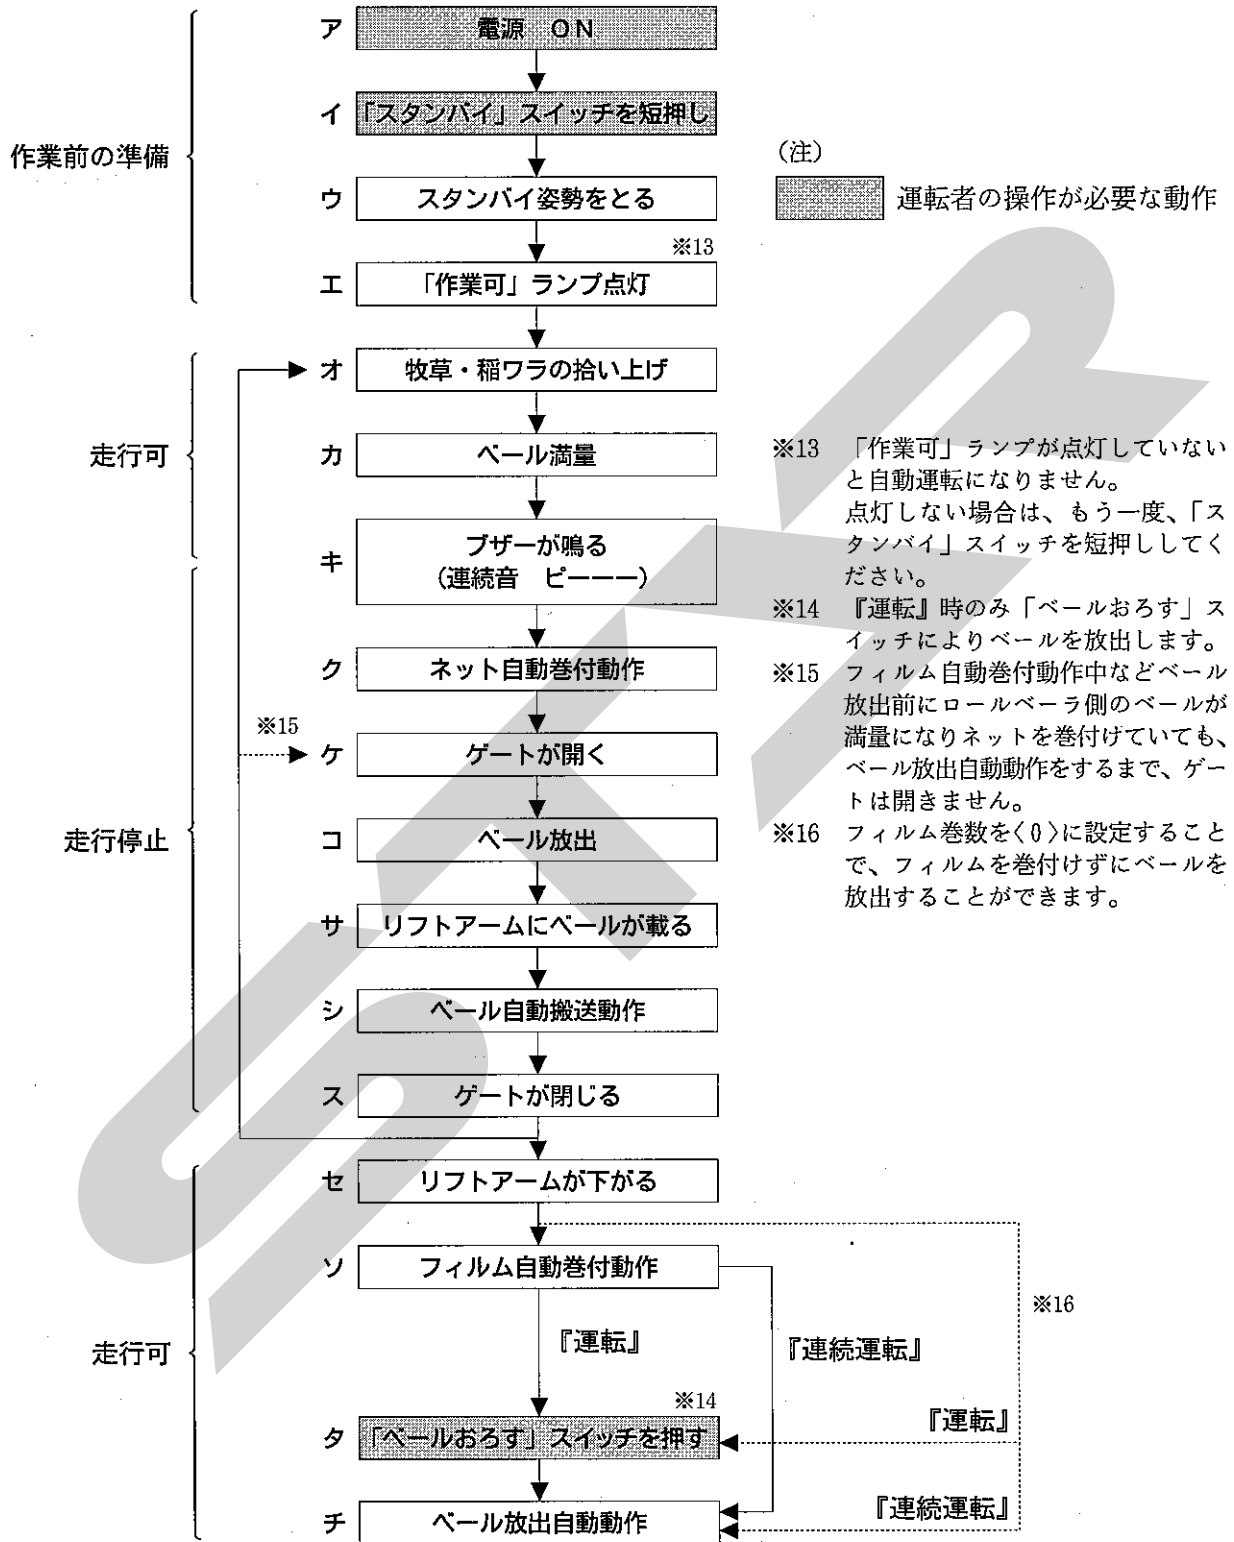 ア 電源 ON
イ 「スタンバイ」スイッチを短押し
作業前の準備
ウ スタンバイ姿勢をとる
※13
エ 「作業可」ランプ点灯
(注)
運転者の操作が必要な動作
オ 牧草・稲ワラの拾い上げ
走行可
カ ベール満量
キ ブザーが鳴る
(連続音 ピーーー)
ク ネット自動巻付動作
※15
ケ ゲートが開く
走行停止
コ ベール放出
サ リフトアームにベールが載る
シ ベール自動搬送動作
ス ゲートが閉じる
※13 「作業可」ランプが点灯していない
と自動運転になりません。
点灯しない場合は、もう一度、「ス
タンバイ」スイッチを短押ししてく
ださい。
※14 『運転』時のみ「ベールおろす」ス
イッチによりベールを放出します。
※15 フィルム自動巻付動作中などベール
放出前にロールベーラ側のベールが
満量になりネットを巻付けていても、
ベール放出自動動作をするまで、ゲー
トは開きません。
※16 フィルム巻数を〈0〉に設定すること
で、フィルムを巻付けずにベールを
放出することができます。
セ リフトアームが下がる
ソ フィルム自動巻付動作
※16
走行可
『運転』
『連続運転』
※14
『運転』
タ 「ベールおろす」スイッチを押す
『連続運転』
チ ベール放出自動動作
STAR